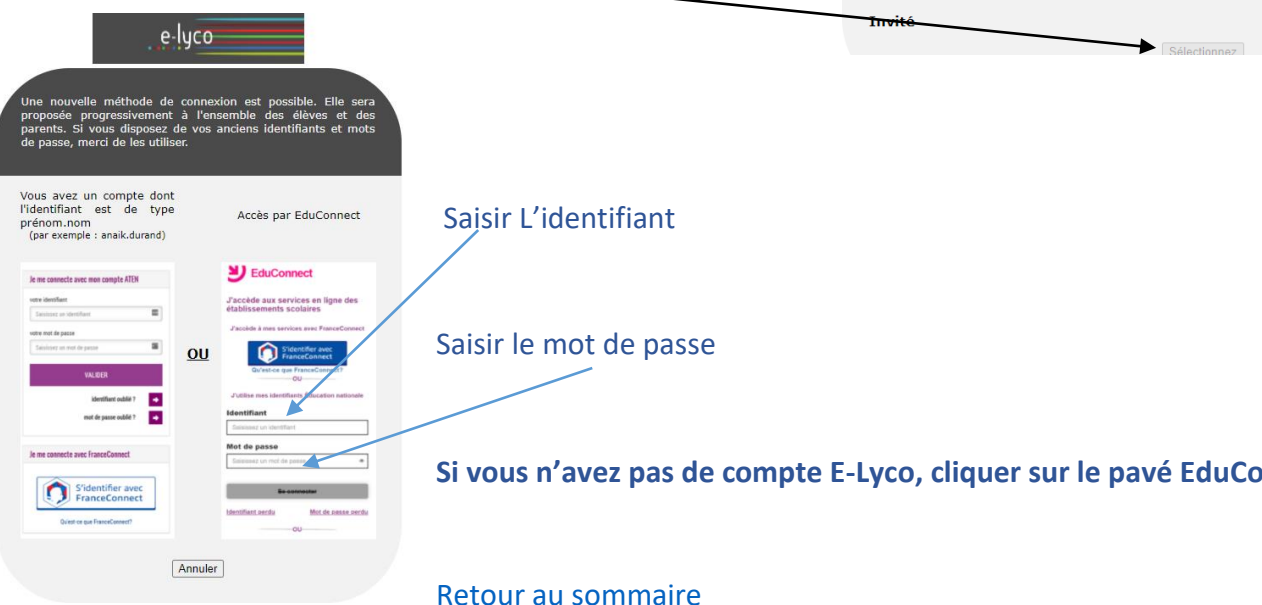 Invité
Sélectionnez
e-lyco
Une nouvelle méthode de connexion est possible. Elle sera
proposée progressivement à l'ensemble des élèves et des
parents. Si vous disposez de vos anciens identifiants et mots
de passe, merci de les utiliser.
Vous avez un compte dont
l'identifiant est de type
prénom.nom
(par exemple : anaik.durand)
Accès par EduConnect
Je me connecte avec mon compte ATEN
votre identifiant
Saisissez un identifiant
votre mot de passe
Saisissez un mot de passe
VALIDER
identifiant oublié ?
mot de passe oublié ?
Je me connecte avec FranceConnect
S'identifier avec
FranceConnect
Qu'est-ce que FranceConnect?
OU
EduConnect
J'accède aux services en ligne des
établissements scolaires
J'accède à mes services avec FranceConnect
S'identifier avec
FranceConnect
Qu'est-ce que FranceConnect?
OU
J'utilise mes identifiants Éducation nationale
Identifiant
Saisissez un identifiant
Mot de passe
Saisissez un mot de passe
Se connecter
Identifiant perdu
Mot de passe perdu
OU
Annuler
Saisir L’identifiant
Saisir le mot de passe
Si vous n’avez pas de compte E-Lyco, cliquer sur le pavé EduCo
Retour au sommaire